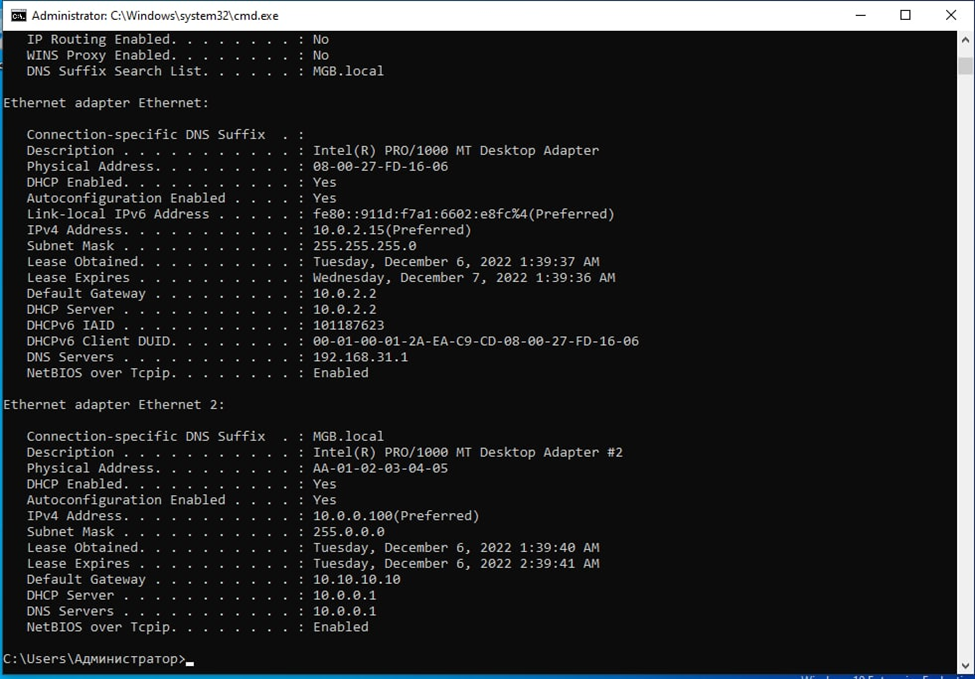 Administrator: C:\Windows\system32\cmd.exe
IP Routing Enabled. . . . . . . . : No
WINS Proxy Enabled. . . . . . . . : No
DNS Suffix Search List. . . . . . : MGB.local
Ethernet adapter Ethernet:
Connection-specific DNS Suffix  . :
Description . . . . . . . . . . . : Intel(R) PRO/1000 MT Desktop Adapter
Physical Address. . . . . . . . . : 08-00-27-FD-16-06
DHCP Enabled. . . . . . . . . . . : Yes
Autoconfiguration Enabled . . . . : Yes
Link-local IPv6 Address . . . . . : fe80::911d:f7a1:6602:e8fc%4(Preferred)
IPv4 Address. . . . . . . . . . . : 10.0.2.15(Preferred)
Subnet Mask . . . . . . . . . . . : 255.255.255.0
Lease Obtained. . . . . . . . . . : Tuesday, December 6, 2022 1:39:37 AM
Lease Expires . . . . . . . . . . : Wednesday, December 7, 2022 1:39:36 AM
Default Gateway . . . . . . . . . : 10.0.2.2
DHCP Server . . . . . . . . . . . : 10.0.2.2
DHCPv6 IAID . . . . . . . . . . . : 101187623
DHCPv6 Client DUID. . . . . . . . : 00-01-00-01-2A-EA-C9-CD-08-00-27-FD-16-06
DNS Servers . . . . . . . . . . . : 192.168.31.1
NetBIOS over Tcpip. . . . . . . . : Enabled
Ethernet adapter Ethernet 2:
Connection-specific DNS Suffix  . : MGB.local
Description . . . . . . . . . . . : Intel(R) PRO/1000 MT Desktop Adapter #2
Physical Address. . . . . . . . . : AA-01-02-03-04-05
DHCP Enabled. . . . . . . . . . . : Yes
Autoconfiguration Enabled . . . . : Yes
IPv4 Address. . . . . . . . . . . : 10.0.0.100(Preferred)
Subnet Mask . . . . . . . . . . . : 255.0.0.0
Lease Obtained. . . . . . . . . . : Tuesday, December 6, 2022 1:39:40 AM
Lease Expires . . . . . . . . . . : Tuesday, December 6, 2022 2:39:41 AM
Default Gateway . . . . . . . . . : 10.10.10.10
DHCP Server . . . . . . . . . . . : 10.0.0.1
DNS Servers . . . . . . . . . . . : 10.0.0.1
NetBIOS over Tcpip. . . . . . . . : Enabled
C:\Users\Администратор>